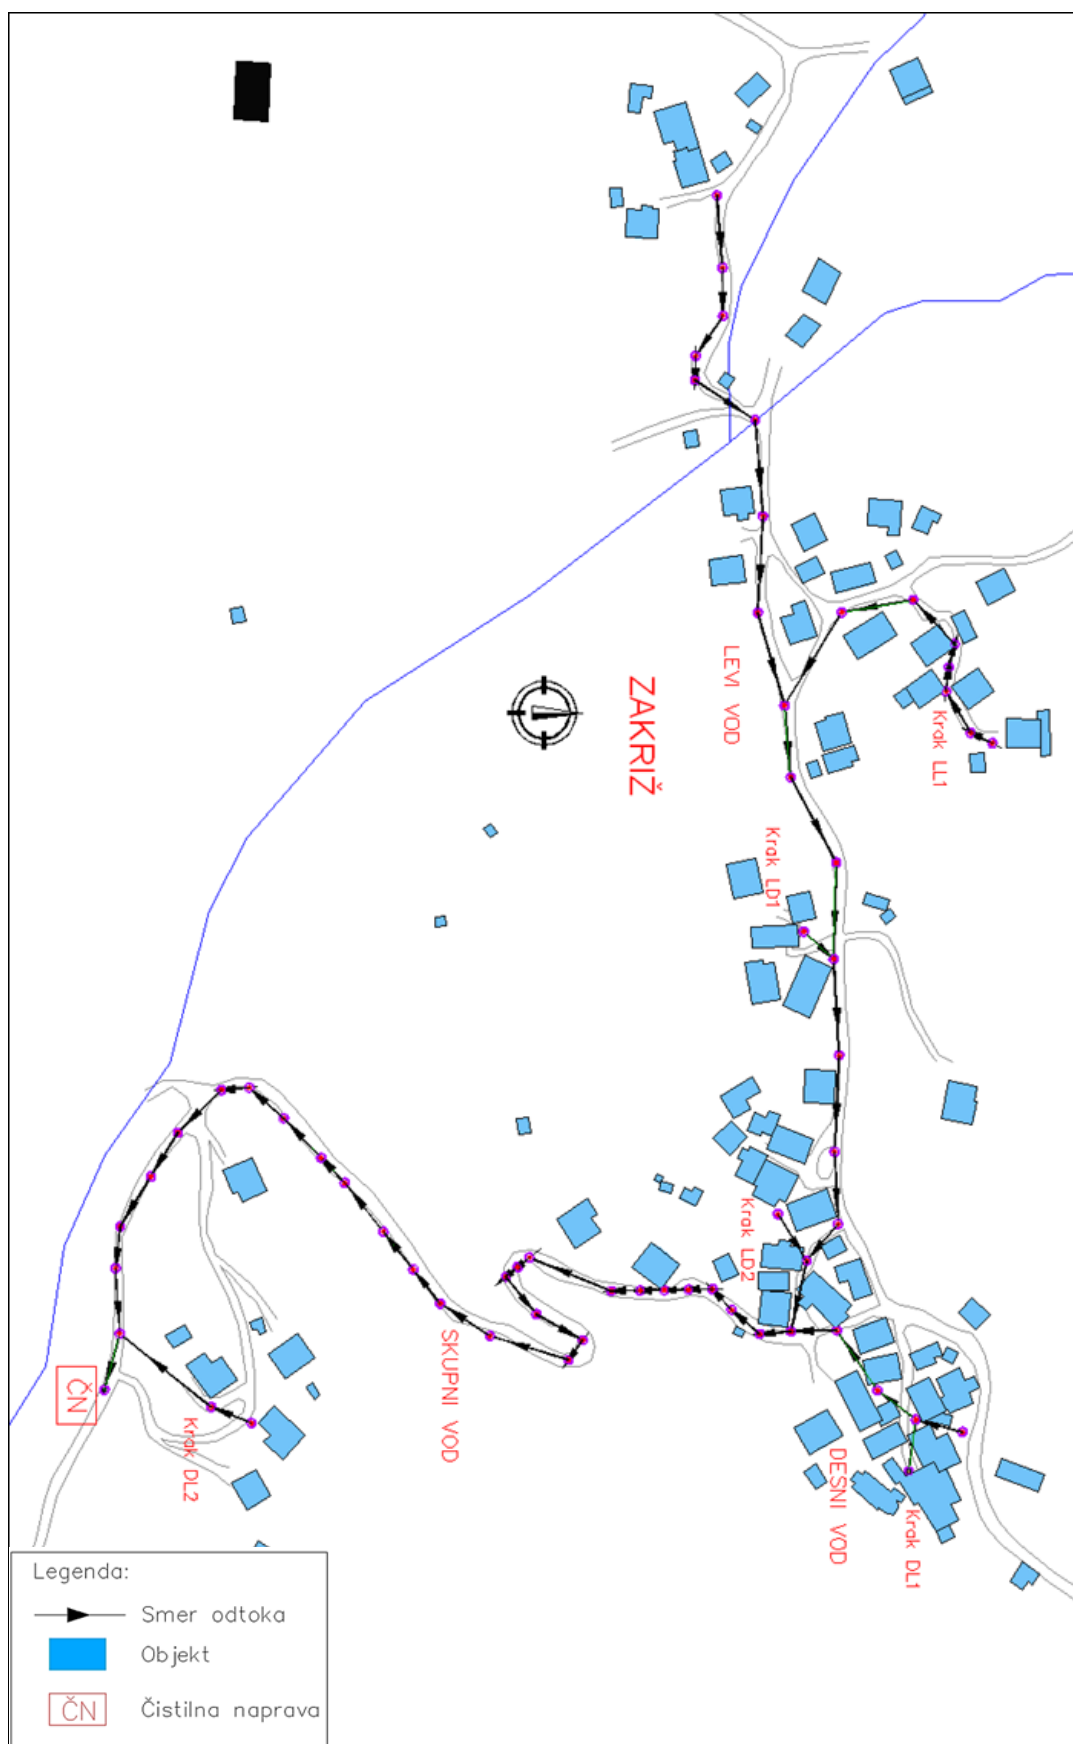 LEVI VOD
ZAKRIŽ
Krak LL1
Krak LD1
Krak LD2
SKUPNI VOD
DESNI VOD
Krak DL1
Krak DL2
ČN
Legenda:
Smer odtoka
Objekt
ČN Čistilna naprava